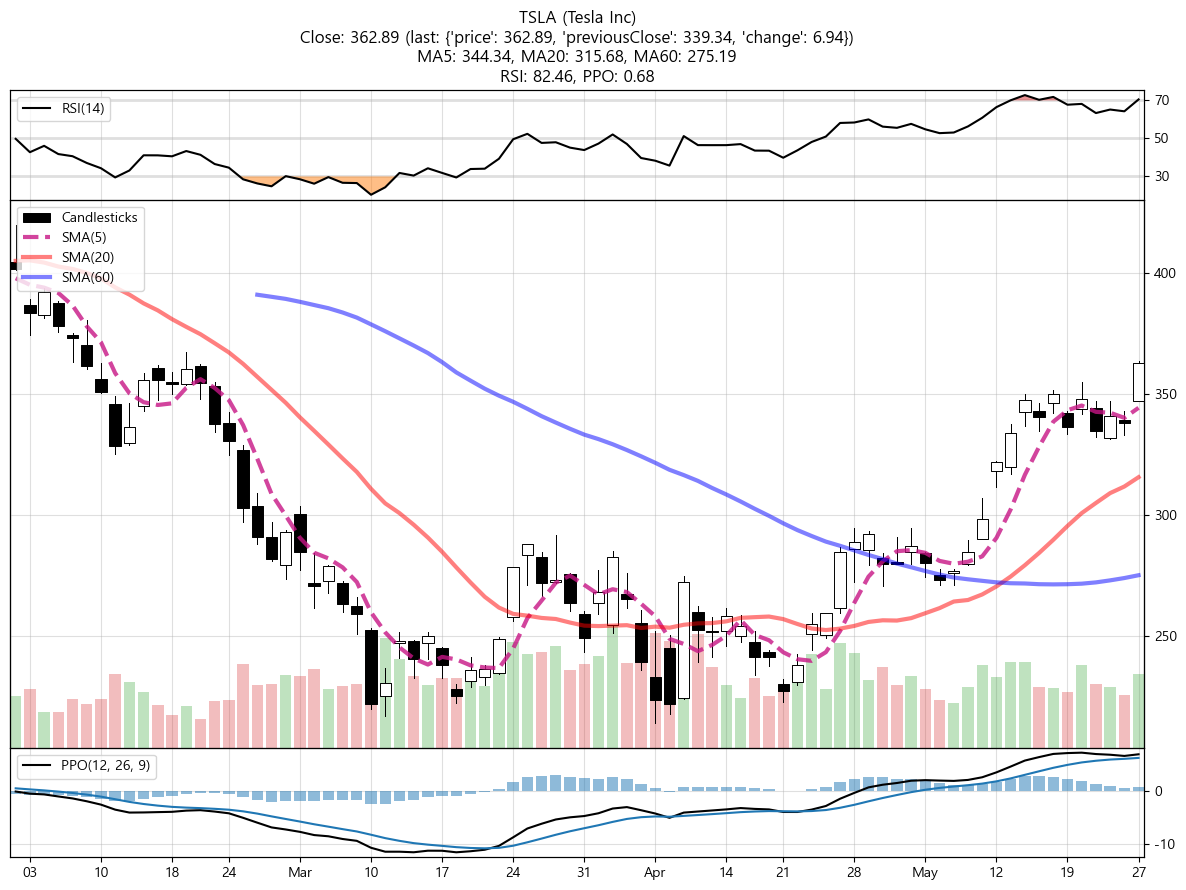 TSLA (Tesla Inc)
Close: 362.89 (last: {'price': 362.89, 'previousClose': 339.34, 'change': 6.94})
MA5: 344.34, MA20: 315.68, MA60: 275.19
RSI: 82.46, PPO: 0.68
RSI(14)
70
50
30
Candlesticks
SMA(5)
SMA(20)
SMA(60)
400
350
300
250
PPO(12, 26, 9)
0
-10
03 10 18 24 Mar 10 17 24 31 Apr 14 21 28 May 12 19 27